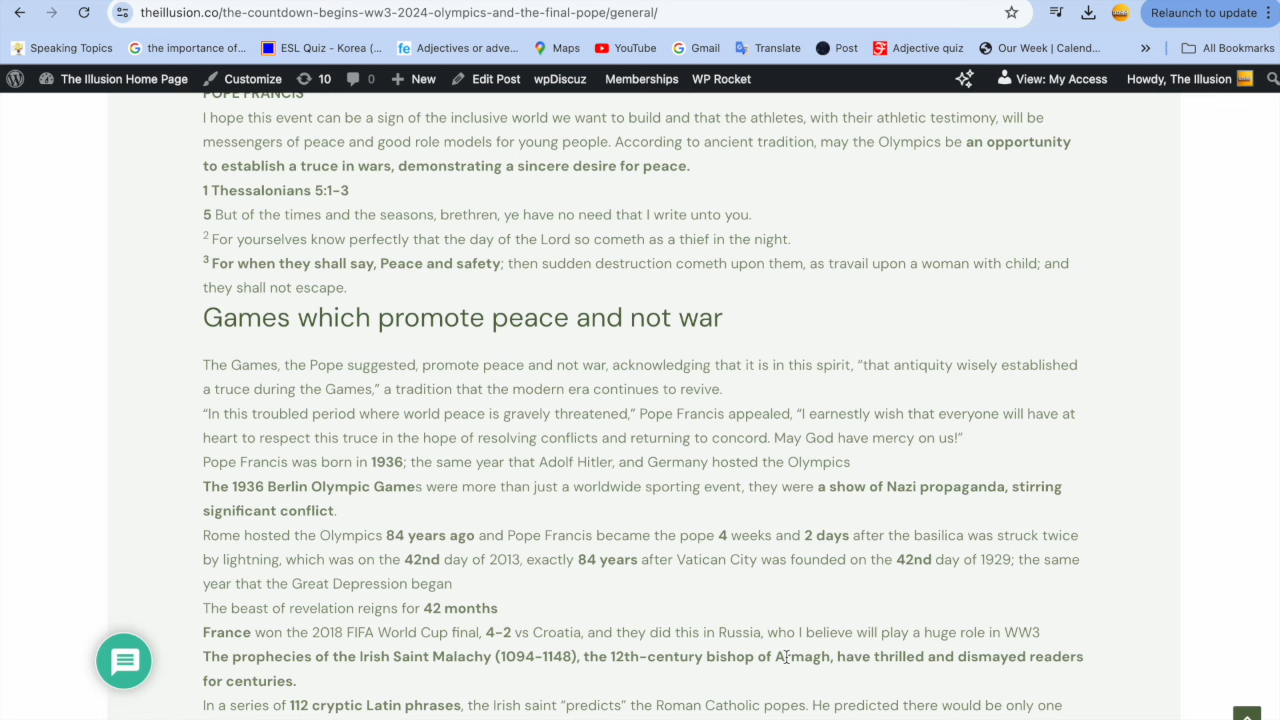 theillusion.co/the-countdown-begins-ww3-2024-olympics-and-the-final-pope/general/
Relaunch to update
Speaking Topics
the importance of...
ESL Quiz - Korea (...
Adjectives or adve...
Maps
YouTube
Gmail
Translate
Post
Adjective quiz
Our Week | Calend...
»
All Bookmarks
The Illusion Home Page
Customize
10
0
New
Edit Post
wpDiscuz
Memberships
WP Rocket
View: My Access
Howdy, The Illusion
POPE FRANCIS
I hope this event can be a sign of the inclusive world we want to build and that the athletes, with their athletic testimony, will be
messengers of peace and good role models for young people. According to ancient tradition, may the Olympics be an opportunity
to establish a truce in wars, demonstrating a sincere desire for peace.
1 Thessalonians 5:1-3
5 But of the times and the seasons, brethren, ye have no need that I write unto you.
2 For yourselves know perfectly that the day of the Lord so cometh as a thief in the night.
3 For when they shall say, Peace and safety; then sudden destruction cometh upon them, as travail upon a woman with child; and
they shall not escape.
Games which promote peace and not war
The Games, the Pope suggested, promote peace and not war, acknowledging that it is in this spirit, “that antiquity wisely established
a truce during the Games,” a tradition that the modern era continues to revive.
“In this troubled period where world peace is gravely threatened,” Pope Francis appealed, “I earnestly wish that everyone will have at
heart to respect this truce in the hope of resolving conflicts and returning to concord. May God have mercy on us!”
Pope Francis was born in 1936; the same year that Adolf Hitler, and Germany hosted the Olympics
The 1936 Berlin Olympic Games were more than just a worldwide sporting event, they were a show of Nazi propaganda, stirring
significant conflict.
Rome hosted the Olympics 84 years ago and Pope Francis became the pope 4 weeks and 2 days after the basilica was struck twice
by lightning, which was on the 42nd day of 2013, exactly 84 years after Vatican City was founded on the 42nd day of 1929; the same
year that the Great Depression began
The beast of revelation reigns for 42 months
France won the 2018 FIFA World Cup final, 4-2 vs Croatia, and they did this in Russia, who I believe will play a huge role in WW3
The prophecies of the Irish Saint Malachy (1094-1148), the 12th-century bishop of Armagh, have thrilled and dismayed readers
for centuries.
In a series of 112 cryptic Latin phrases, the Irish saint “predicts” the Roman Catholic popes. He predicted there would be only one